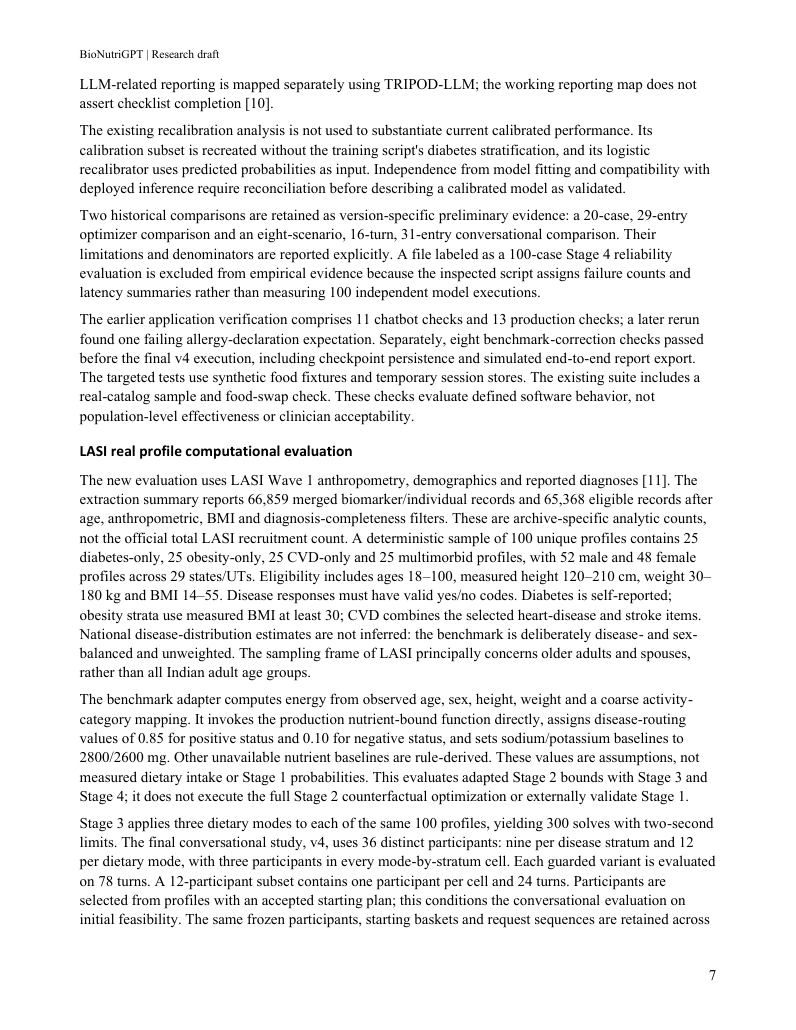 BioNutriGPT | Research draft
LLM-related reporting is mapped separately using TRIPOD-LLM; the working reporting map does not
assert checklist completion [10].
The existing recalibration analysis is not used to substantiate current calibrated performance. Its
calibration subset is recreated without the training script's diabetes stratification, and its logistic
recalibrator uses predicted probabilities as input. Independence from model fitting and compatibility with
deployed inference require reconciliation before describing a calibrated model as validated.
Two historical comparisons are retained as version-specific preliminary evidence: a 20-case, 29-entry
optimizer comparison and an eight-scenario, 16-turn, 31-entry conversational comparison. Their
limitations and denominators are reported explicitly. A file labeled as a 100-case Stage 4 reliability
evaluation is excluded from empirical evidence because the inspected script assigns failure counts and
latency summaries rather than measuring 100 independent model executions.
The earlier application verification comprises 11 chatbot checks and 13 production checks; a later rerun
found one failing allergy-declaration expectation. Separately, eight benchmark-correction checks passed
before the final v4 execution, including checkpoint persistence and simulated end-to-end report export.
The targeted tests use synthetic food fixtures and temporary session stores. The existing suite includes a
real-catalog sample and food-swap check. These checks evaluate defined software behavior, not
population-level effectiveness or clinician acceptability.
LASI real profile computational evaluation
The new evaluation uses LASI Wave 1 anthropometry, demographics and reported diagnoses [11]. The
extraction summary reports 66,859 merged biomarker/individual records and 65,368 eligible records after
age, anthropometric, BMI and diagnosis-completeness filters. These are archive-specific analytic counts,
not the official total LASI recruitment count. A deterministic sample of 100 unique profiles contains 25
diabetes-only, 25 obesity-only, 25 CVD-only and 25 multimorbid profiles, with 52 male and 48 female
profiles across 29 states/UTs. Eligibility includes ages 18–100, measured height 120–210 cm, weight 30–
180 kg and BMI 14–55. Disease responses must have valid yes/no codes. Diabetes is self-reported;
obesity strata use measured BMI at least 30; CVD combines the selected heart-disease and stroke items.
National disease-distribution estimates are not inferred: the benchmark is deliberately disease- and sex-
balanced and unweighted. The sampling frame of LASI principally concerns older adults and spouses,
rather than all Indian adult age groups.
The benchmark adapter computes energy from observed age, sex, height, weight and a coarse activity-
category mapping. It invokes the production nutrient-bound function directly, assigns disease-routing
values of 0.85 for positive status and 0.10 for negative status, and sets sodium/potassium baselines to
2800/2600 mg. Other unavailable nutrient baselines are rule-derived. These values are assumptions, not
measured dietary intake or Stage 1 probabilities. This evaluates adapted Stage 2 bounds with Stage 3 and
Stage 4; it does not execute the full Stage 2 counterfactual optimization or externally validate Stage 1.
Stage 3 applies three dietary modes to each of the same 100 profiles, yielding 300 solves with two-second
limits. The final conversational study, v4, uses 36 distinct participants: nine per disease stratum and 12
per dietary mode, with three participants in every mode-by-stratum cell. Each guarded variant is evaluated
on 78 turns. A 12-participant subset contains one participant per cell and 24 turns. Participants are
selected from profiles with an accepted starting plan; this conditions the conversational evaluation on
initial feasibility. The same frozen participants, starting baskets and request sequences are retained across
7